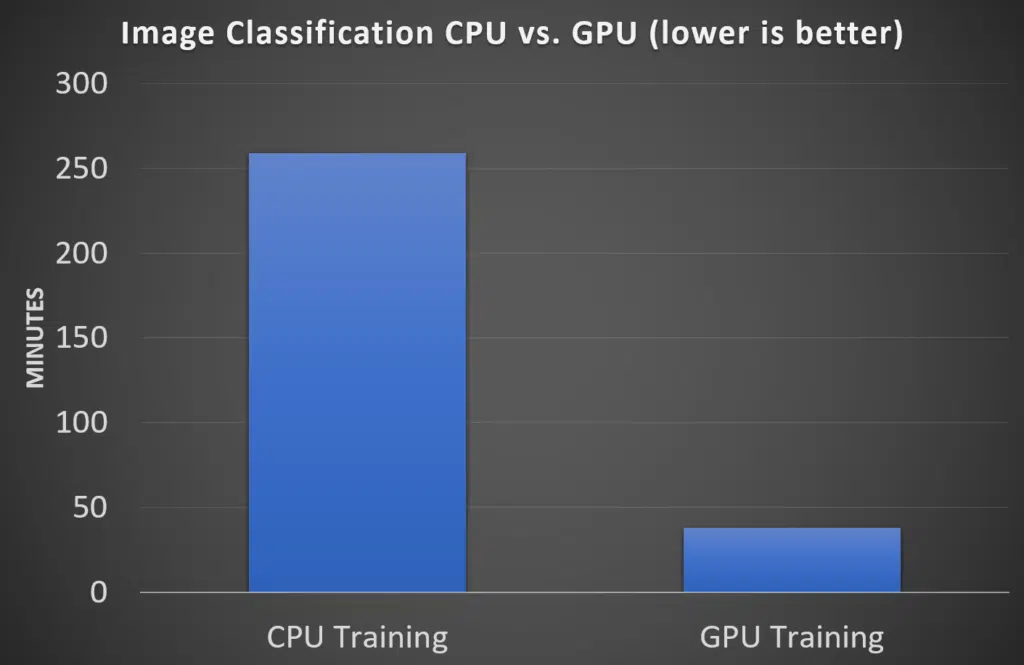 Image Classification CPU vs. GPU (lower is better)
300
250
200
150
100
50
0
MINUTES
CPU Training
GPU Training